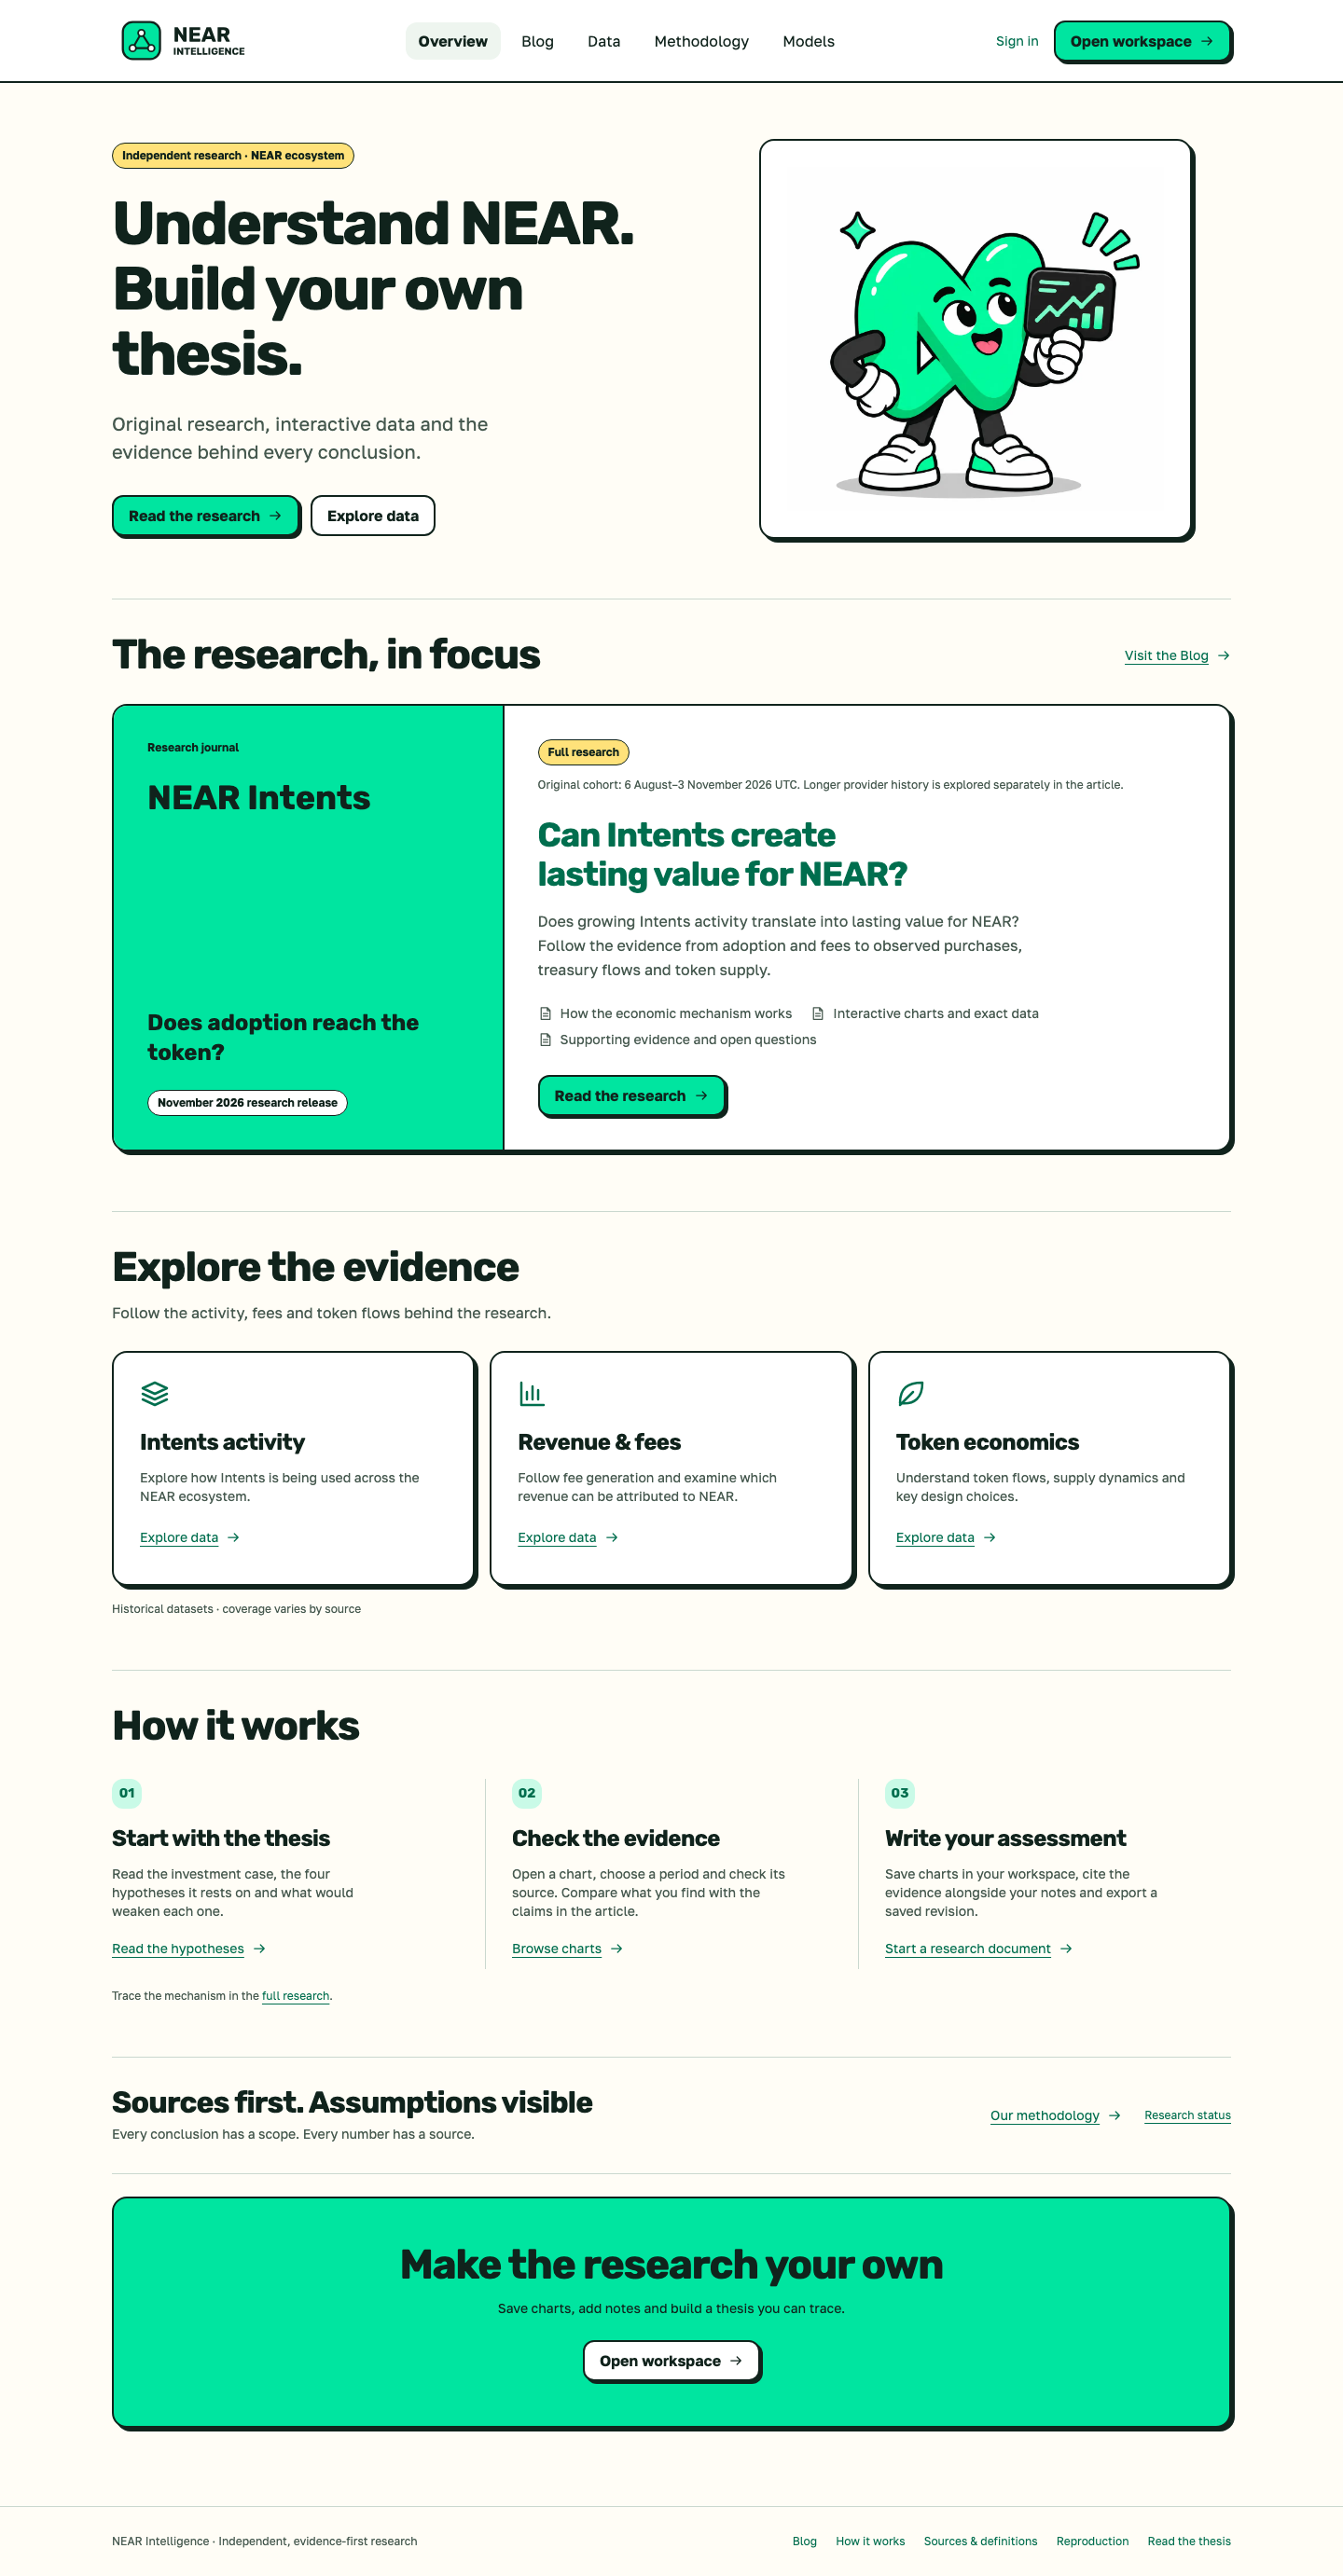 NEAR
INTELLIGENCE
Overview
Blog
Data
Methodology
Models
Sign in
Open workspace
Independent research · NEAR ecosystem
Understand NEAR.
Build your own
thesis.
Original research, interactive data and the
evidence behind every conclusion.
Read the research
Explore data
The research, in focus
Visit the Blog
Research journal
NEAR Intents
Does adoption reach the
token?
November 2026 research release
Full research
Original cohort: 6 August–3 November 2026 UTC. Longer provider history is explored separately in the article.
Can Intents create
lasting value for NEAR?
Does growing Intents activity translate into lasting value for NEAR?
Follow the evidence from adoption and fees to observed purchases,
treasury flows and token supply.
How the economic mechanism works
Interactive charts and exact data
Supporting evidence and open questions
Read the research
Explore the evidence
Follow the activity, fees and token flows behind the research.
Intents activity
Explore how Intents is being used across the
NEAR ecosystem.
Explore data
Revenue & fees
Follow fee generation and examine which
revenue can be attributed to NEAR.
Explore data
Token economics
Understand token flows, supply dynamics and
key design choices.
Explore data
Historical datasets · coverage varies by source
How it works
01
Start with the thesis
Read the investment case, the four
hypotheses it rests on and what would
weaken each one.
Read the hypotheses
02
Check the evidence
Open a chart, choose a period and check its
source. Compare what you find with the
claims in the article.
Browse charts
03
Write your assessment
Save charts in your workspace, cite the
evidence alongside your notes and export a
saved revision.
Start a research document
Trace the mechanism in the full research.
Sources first. Assumptions visible
Every conclusion has a scope. Every number has a source.
Our methodology
Research status
Make the research your own
Save charts, add notes and build a thesis you can trace.
Open workspace
NEAR Intelligence · Independent, evidence-first research
Blog
How it works
Sources & definitions
Reproduction
Read the thesis